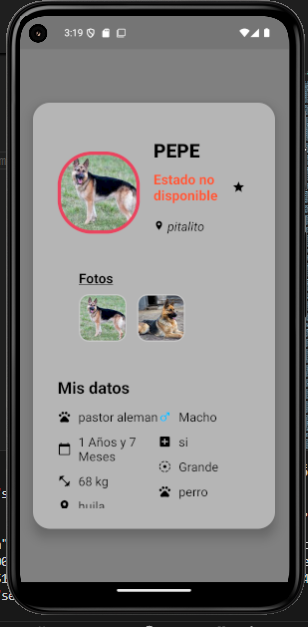 3:19
PEPE
Estado no
disponible
pitalito
Fotos
Mis datos
pastor aleman Macho
1 Años y 7
Meses
si
68 kg
Grande
perro
huila